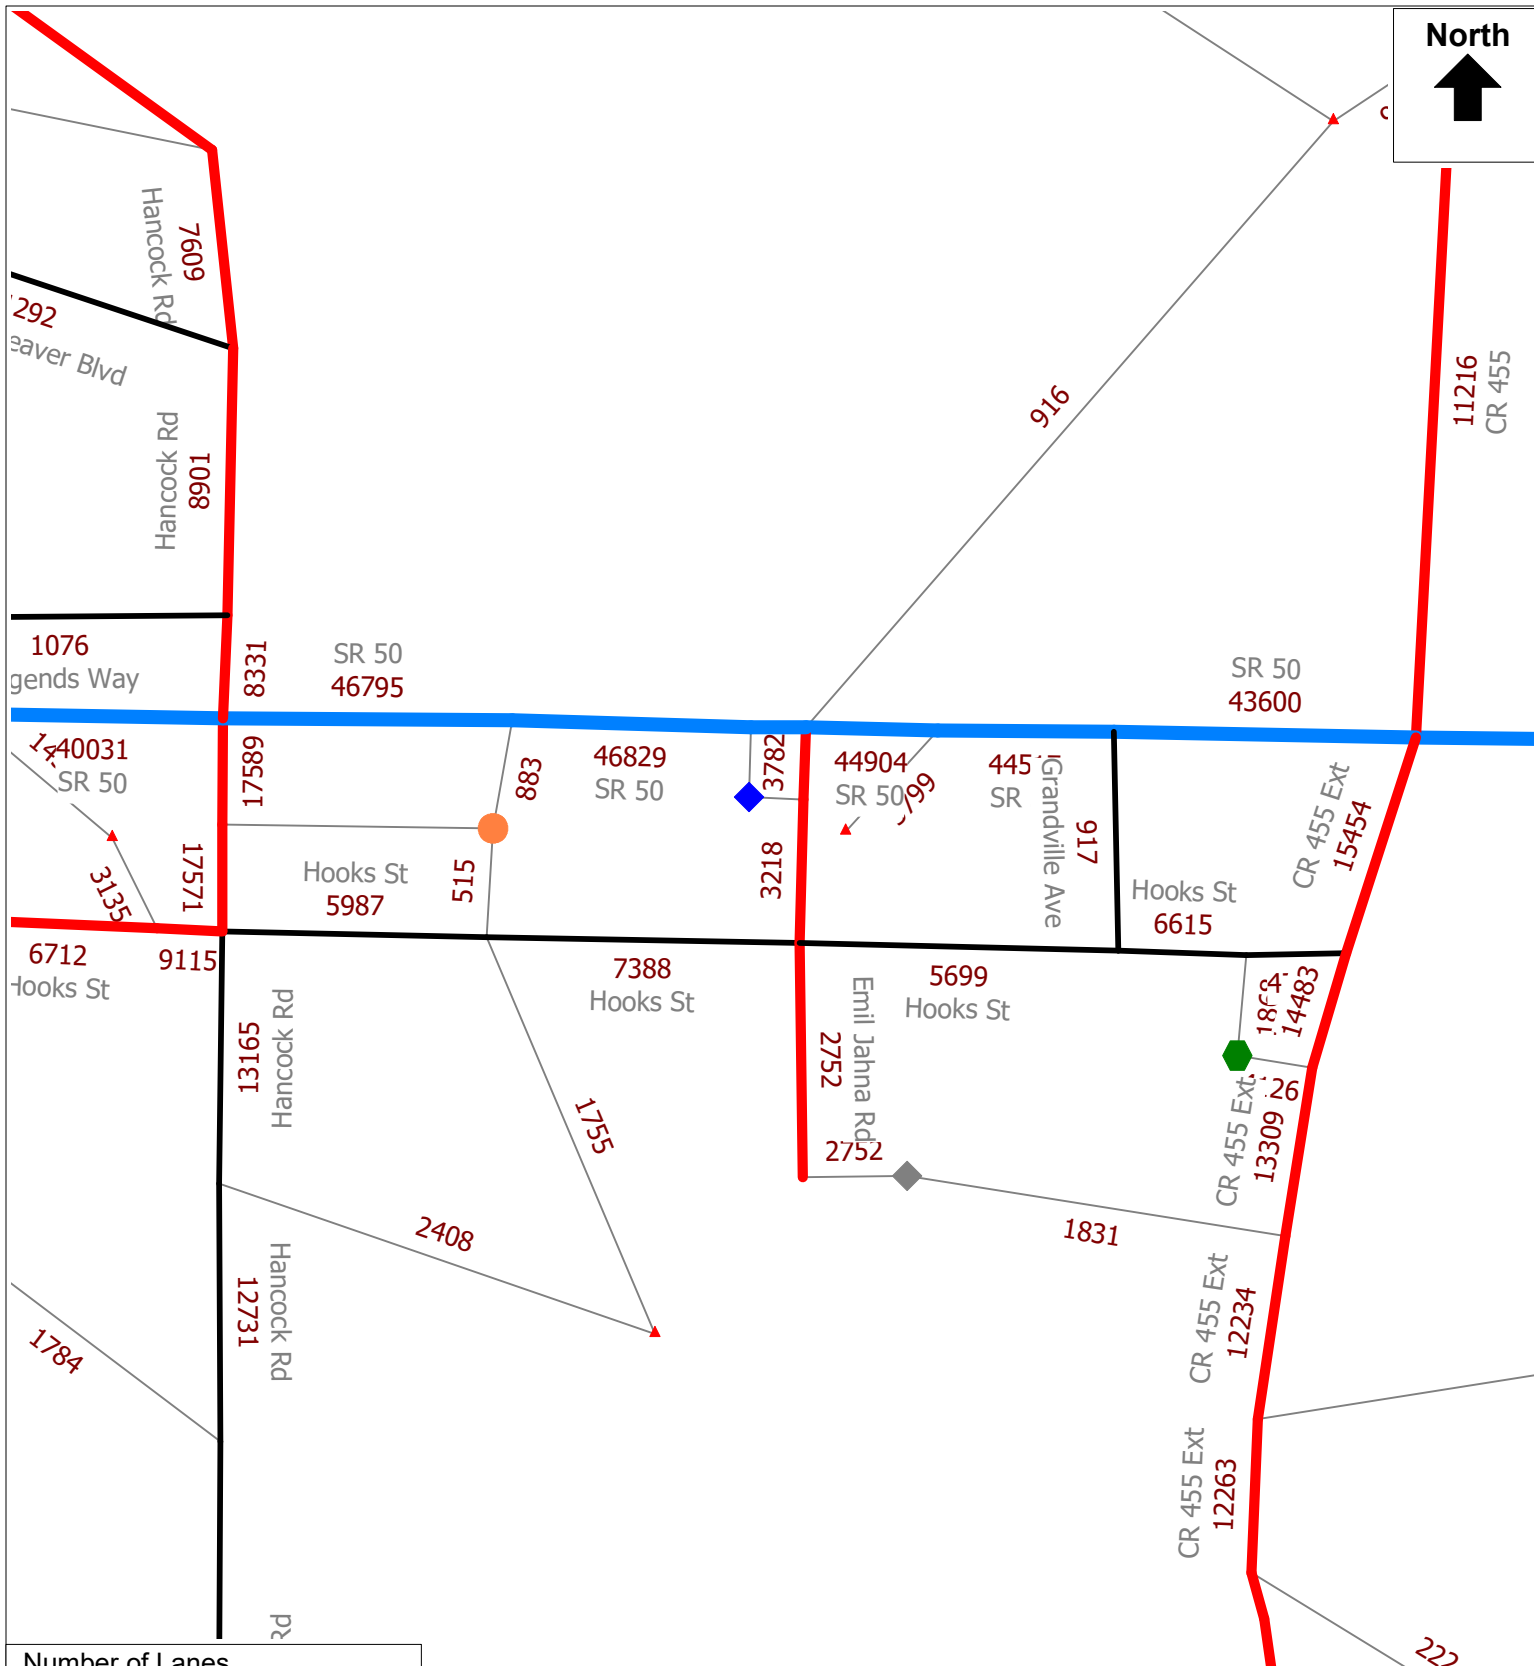 North
Hancock Rd
7609
292
eaver Blvd
Hancock Rd
8901
916
11216
CR 455
1076
gends Way
8331
SR 50
46795
SR 50
43600
40031
SR 50
17589
883
46829
SR 50
3782
44904
SR 50
SR
Grandville Ave
917
CR 455 Ext
15454
3135
17571
Hooks St
5987
515
3218
Hooks St
6615
6712
Hooks St
9115
7388
Hooks St
5699
Hooks St
14483
13165
Hancock Rd
2752
Emil Jahna Rd
CR 455 Ext
13309
1755
2752
2408
1831
12731
Hancock Rd
CR 455 Ext
12234
1784
CR 455 Ext
12263
Rd
222
Number of Lanes